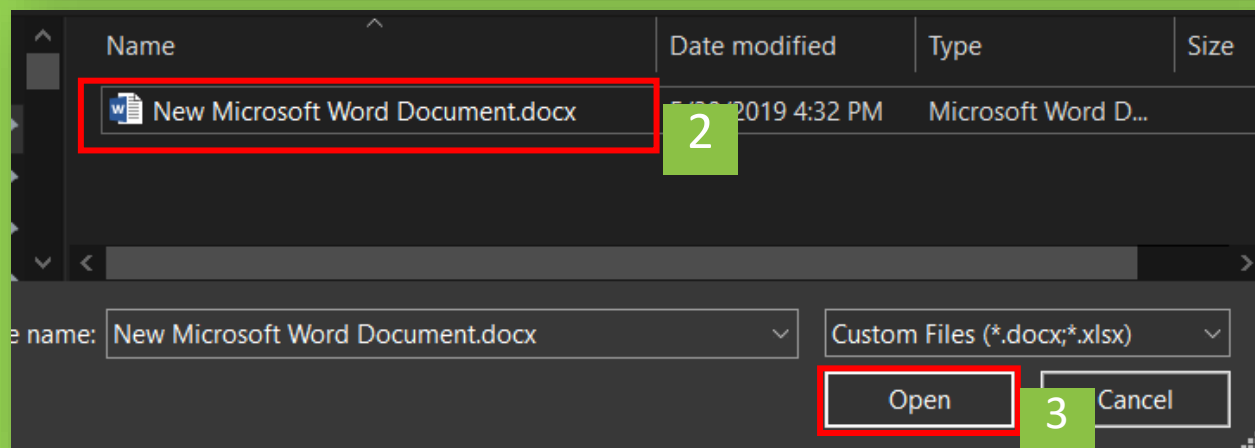 Name Date modified Type Size
New Microsoft Word Document.docx 2019 4:32 PM Microsoft Word D...
2
name: New Microsoft Word Document.docx Custom Files (*.docx;*.xlsx)
Open Cancel
3